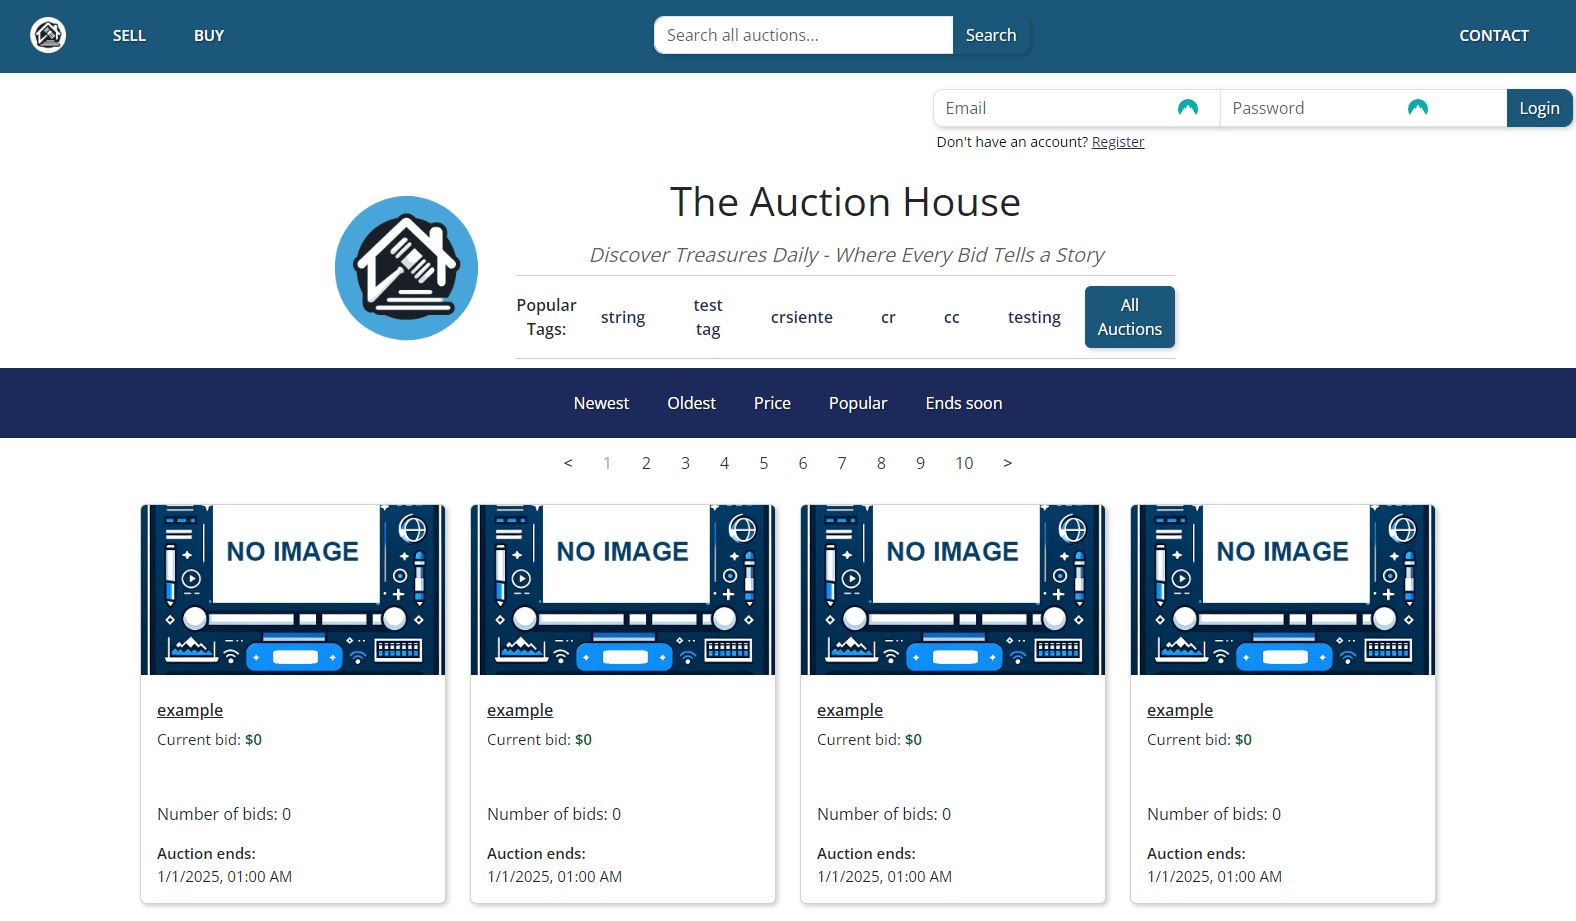 SELL
BUY
Search all auctions...
Search
CONTACT
Email
Password
Login
Don't have an account? Register
The Auction House
Discover Treasures Daily - Where Every Bid Tells a Story
Popular Tags:
string
test tag
crsiente
cr
cc
testing
All Auctions
Newest Oldest Price Popular Ends soon
< 1 2 3 4 5 6 7 8 9 10 >
NO IMAGE
example
Current bid: $0
Number of bids: 0
Auction ends:
1/1/2025, 01:00 AM
NO IMAGE
example
Current bid: $0
Number of bids: 0
Auction ends:
1/1/2025, 01:00 AM
NO IMAGE
example
Current bid: $0
Number of bids: 0
Auction ends:
1/1/2025, 01:00 AM
NO IMAGE
example
Current bid: $0
Number of bids: 0
Auction ends:
1/1/2025, 01:00 AM